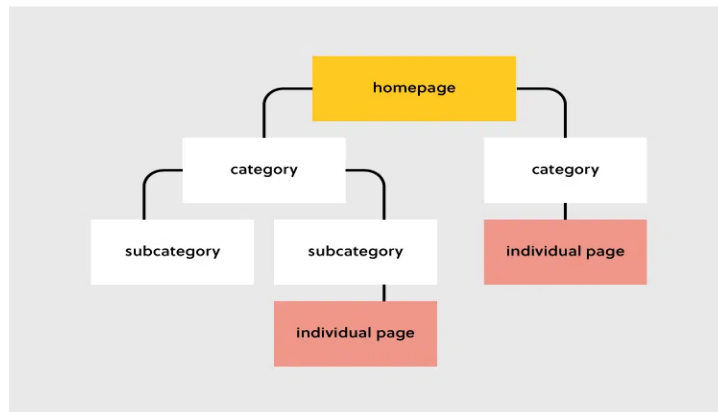 homepage
category
category
subcategory
subcategory
individual page
individual page